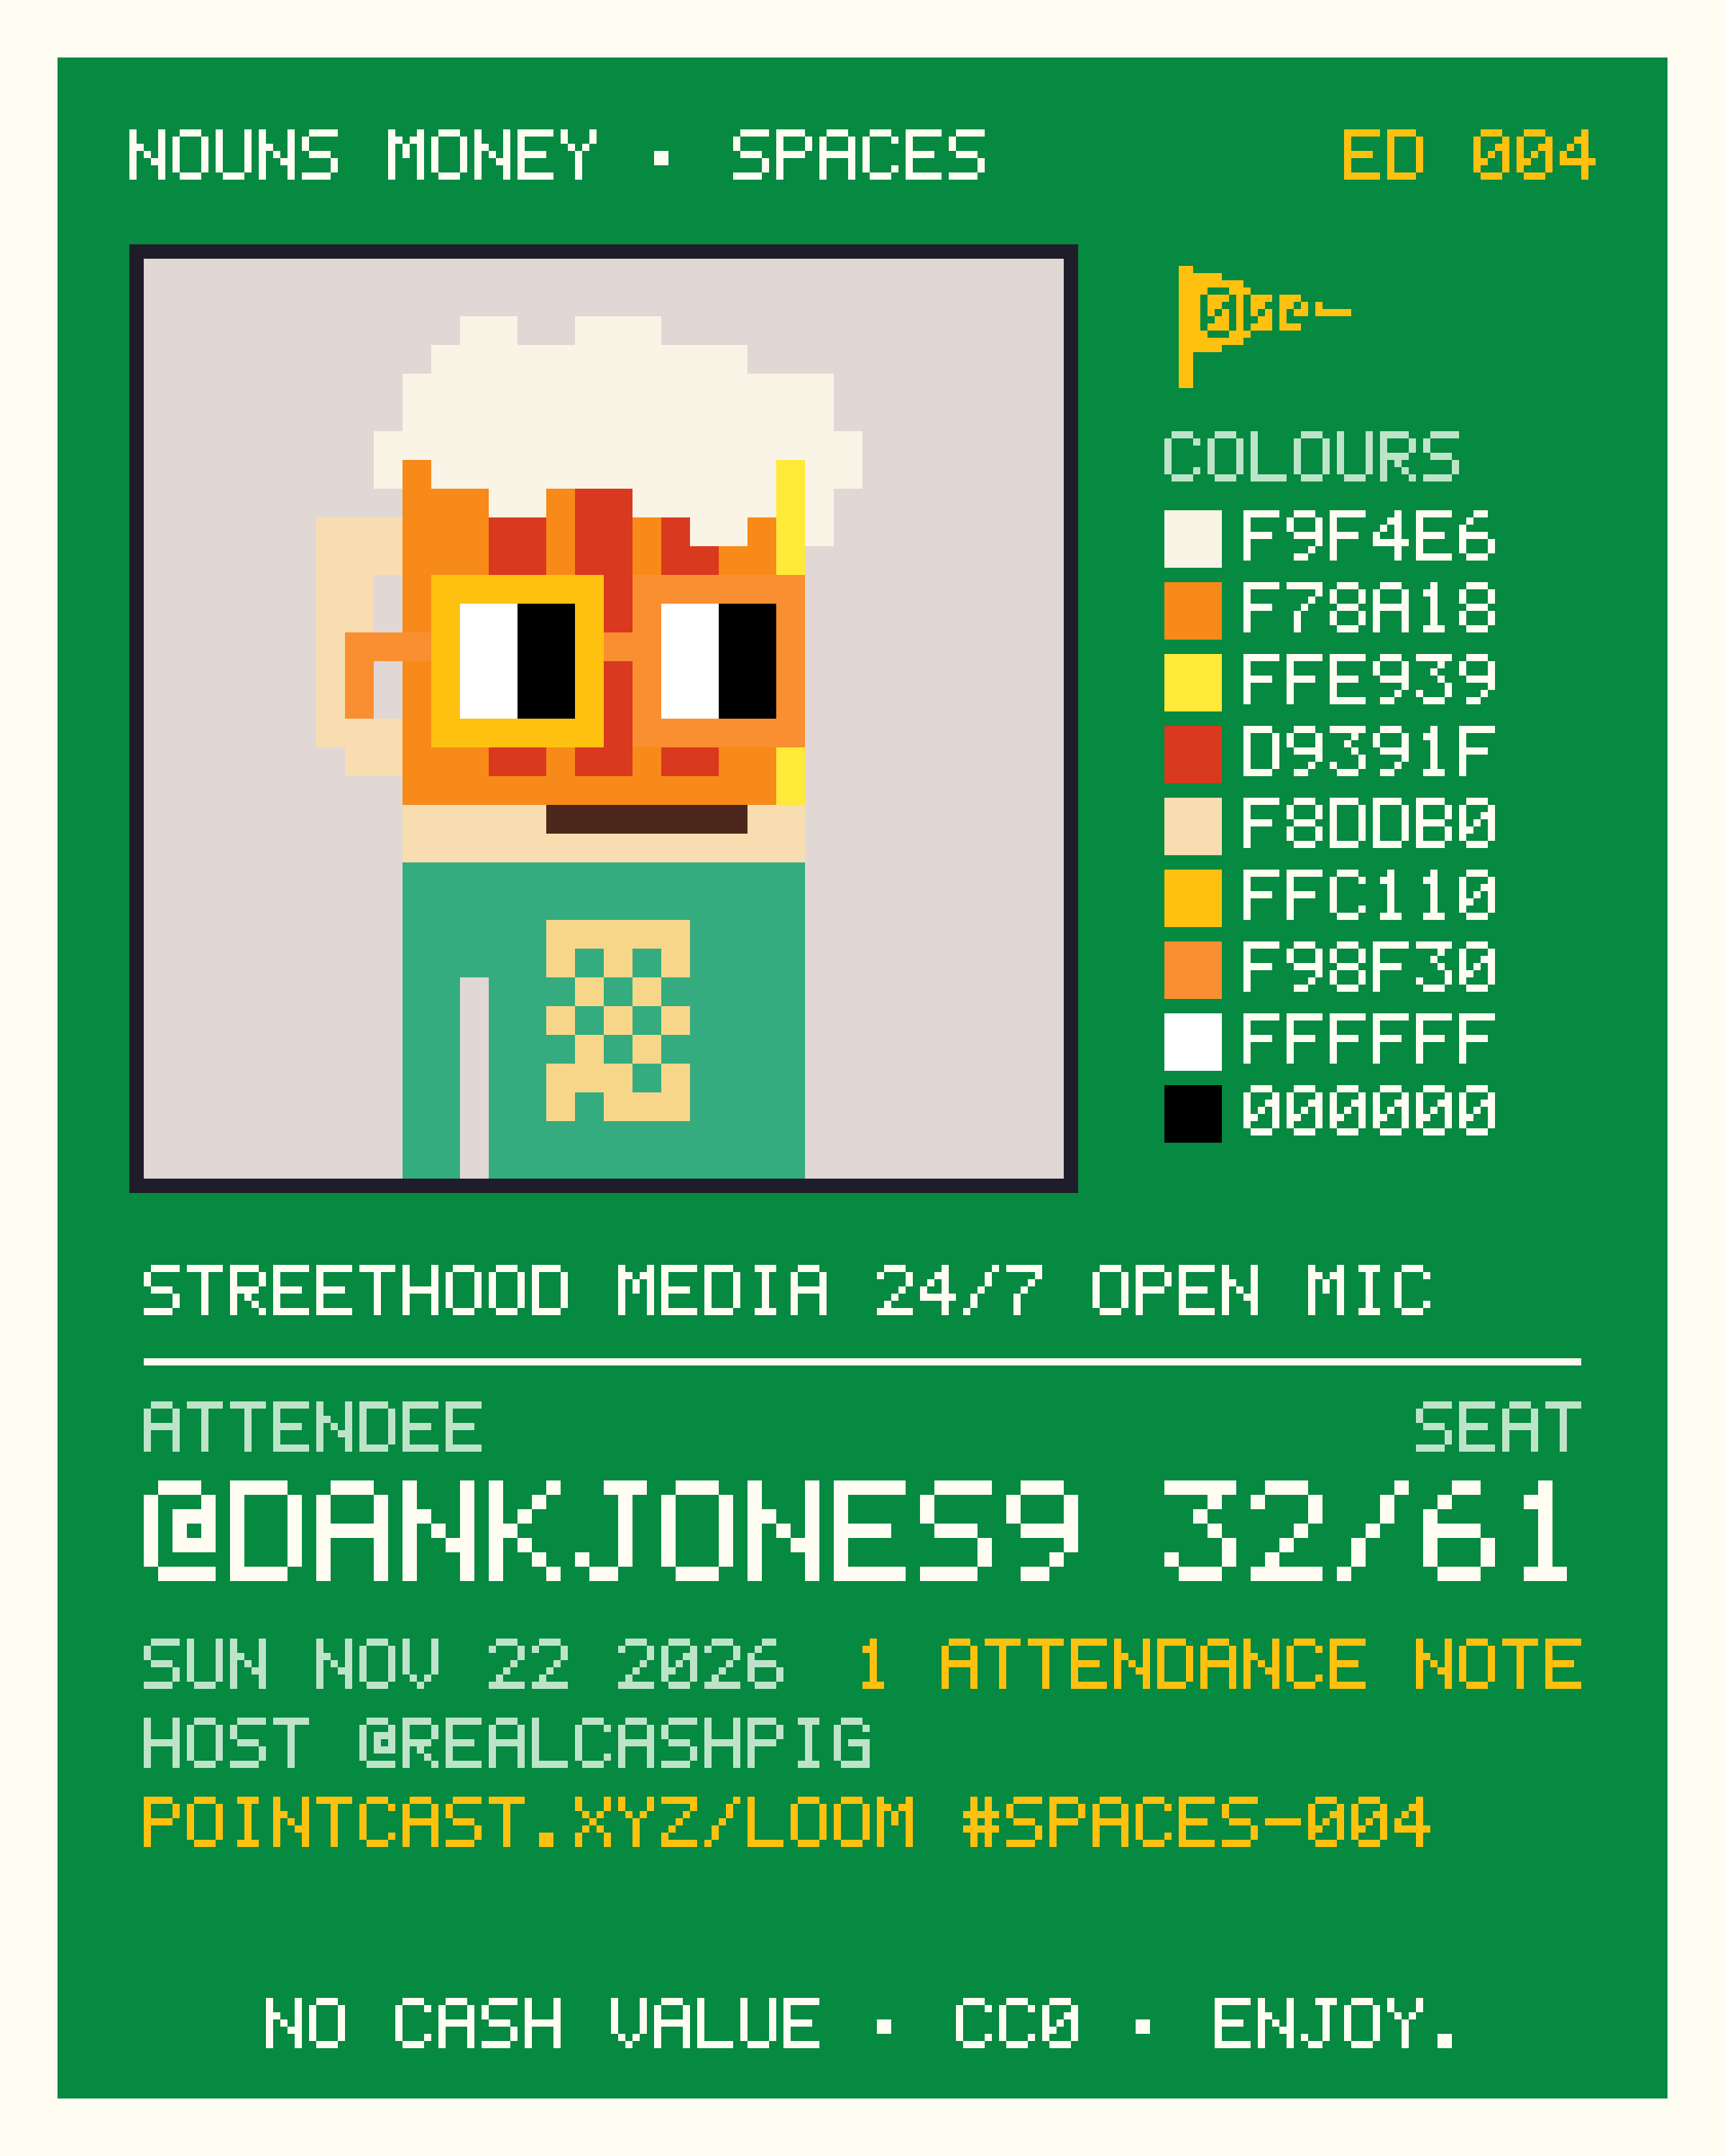 NOUNS MONEY · SPACES ED 004
COLOURS
F9F4E6
F78A18
FFE939
D9391F
F8DDB0
FFC110
F98F30
FFFFFF
000000
STREETHOOD MEDIA 24/7 OPEN MIC
ATTENDEE SEAT
@DANKJONES9 32/61
SUN NOV 22 2026 1 ATTENDANCE NOTE
HOST @REALCASHPIG
POINTCAST.XYZ/LOOM #SPACES-004
NO CASH VALUE · CC0 · ENJOY.